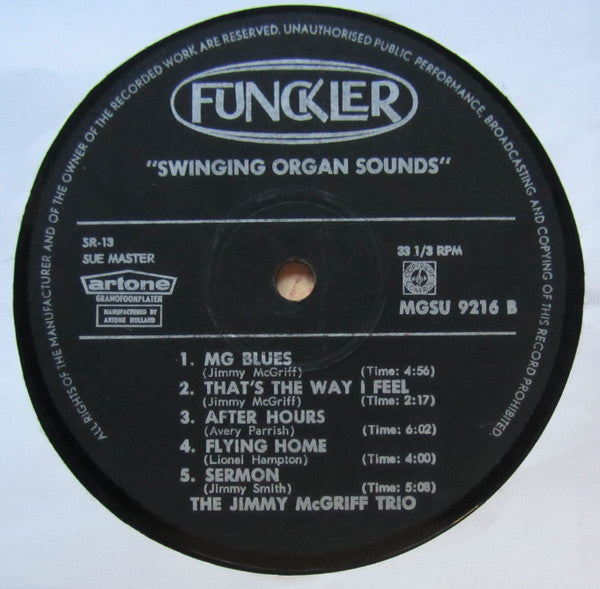 ALL RIGHTS OF THE MANUFACTURER AND OF THE OWNER OF THE RECORDED WORK ARE RESERVED. UNAUTHORISED PUBLIC PERFORMANCE, BROADCASTING AND COPYING OF THIS RECORD PROHIBITED.
FUNCKLER
"SWINGING ORGAN SOUNDS"
SR-13
SUE MASTER
artone
GRAMOFOONPLATEN
MANUFACTURED BY
ARTONE HOLLAND
33 1/3 RPM
MGSU 9216 B
1. MG BLUES
(Jimmy McGriff) (Time: 4:56)
2. THAT'S THE WAY I FEEL
(Jimmy McGriff) (Time: 2:17)
3. AFTER HOURS
(Avery Parrish) (Time: 6:02)
4. FLYING HOME
(Lionel Hampton) (Time: 4:00)
5. SERMON
(Jimmy Smith) (Time: 5:08)
THE JIMMY McGRIFF TRIO